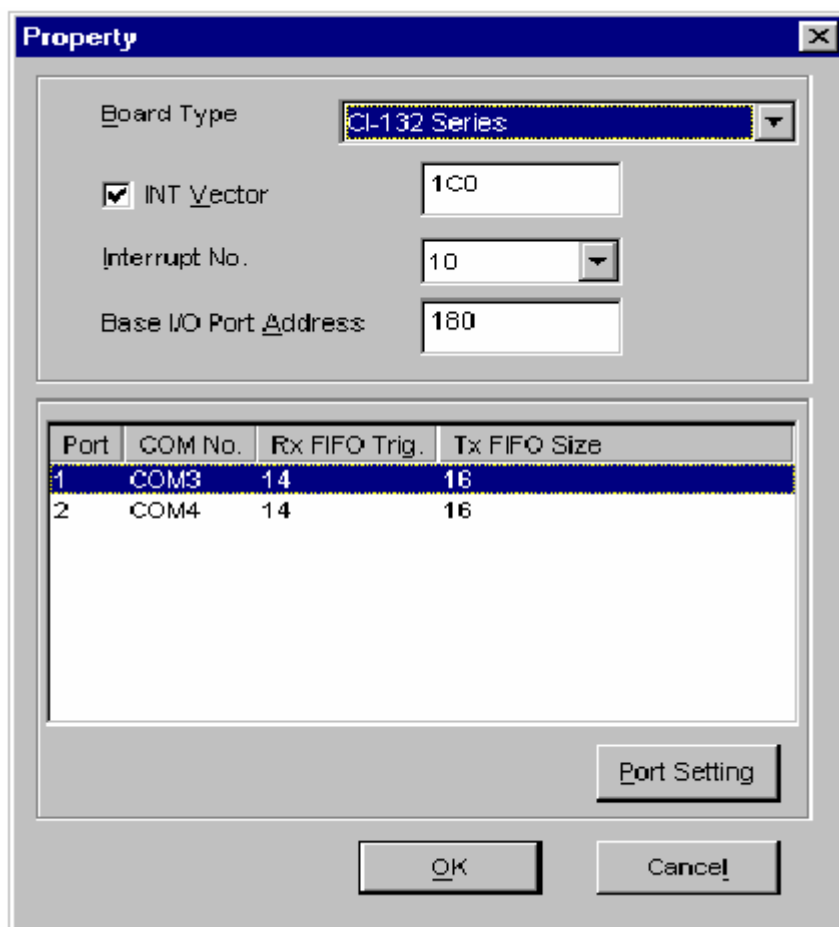 Property
Board Type CI-132 Series
INT Vector 1C0
Interrupt No. 10
Base I/O Port Address 180
Port COM No. Rx FIFO Trig. Tx FIFO Size
1 COM3 14 16
2 COM4 14 16
Port Setting
OK Cancel